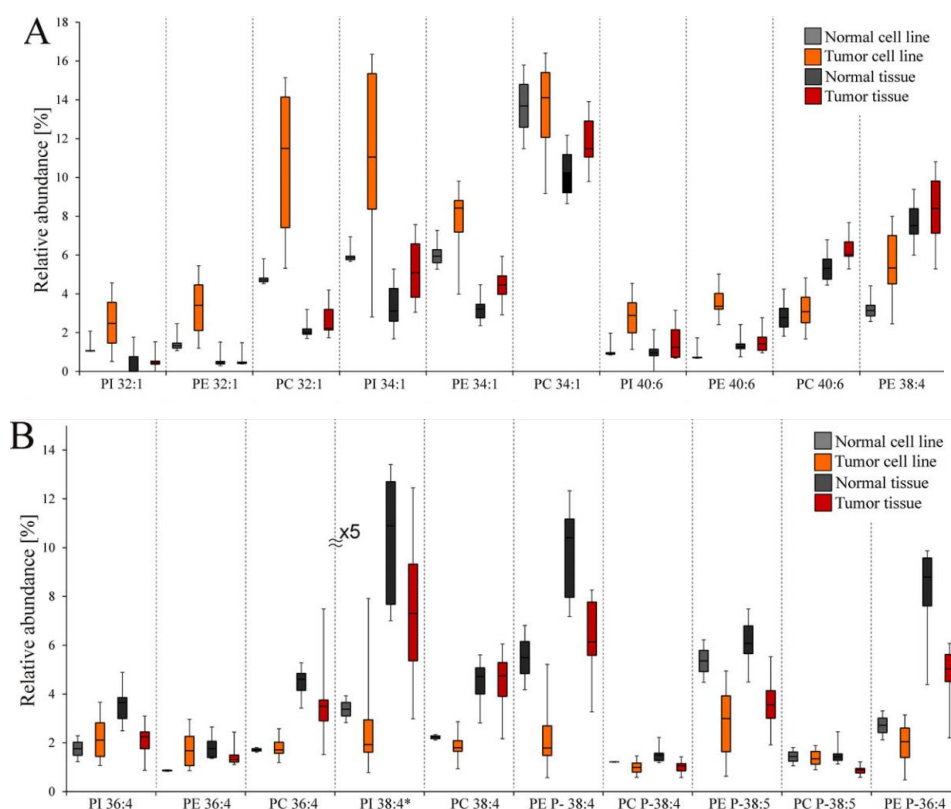 A
Relative abundance [%]
18
16
14
12
10
8
6
4
2
0
Normal cell line
Tumor cell line
Normal tissue
Tumor tissue
PI 32:1 PE 32:1 PC 32:1 PI 34:1 PE 34:1 PC 34:1 PI 40:6 PE 40:6 PC 40:6 PE 38:4
B
Relative abundance [%]
14
12
10
8
6
4
2
0
x5
Normal cell line
Tumor cell line
Normal tissue
Tumor tissue
PI 36:4 PE 36:4 PC 36:4 PI 38:4* PC 38:4 PE P- 38:4 PC P-38:4 PE P-38:5 PC P-38:5 PE P-36:4